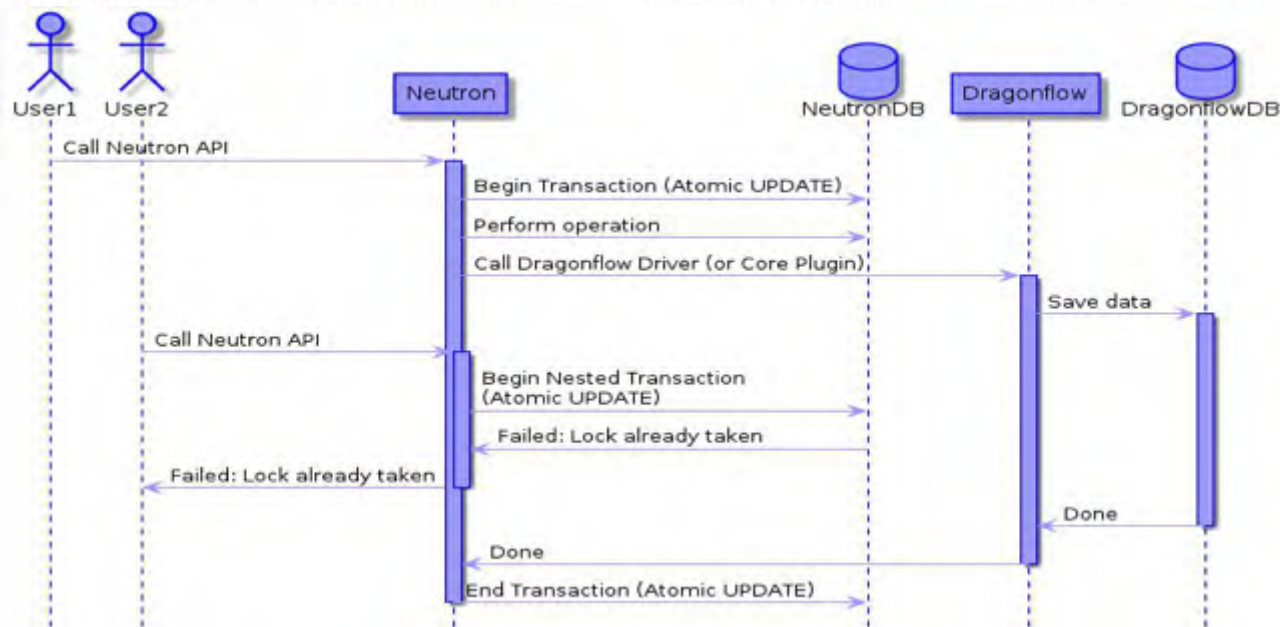 User1
User2
Neutron
NeutronDB
Dragonflow
DragonflowDB
Call Neutron API
Begin Transaction (Atomic UPDATE)
Perform operation
Call Dragonflow Driver (or Core Plugin)
Save data
Call Neutron API
Begin Nested Transaction
(Atomic UPDATE)
Failed: Lock already taken
Failed: Lock already taken
Done
Done
End Transaction (Atomic UPDATE)